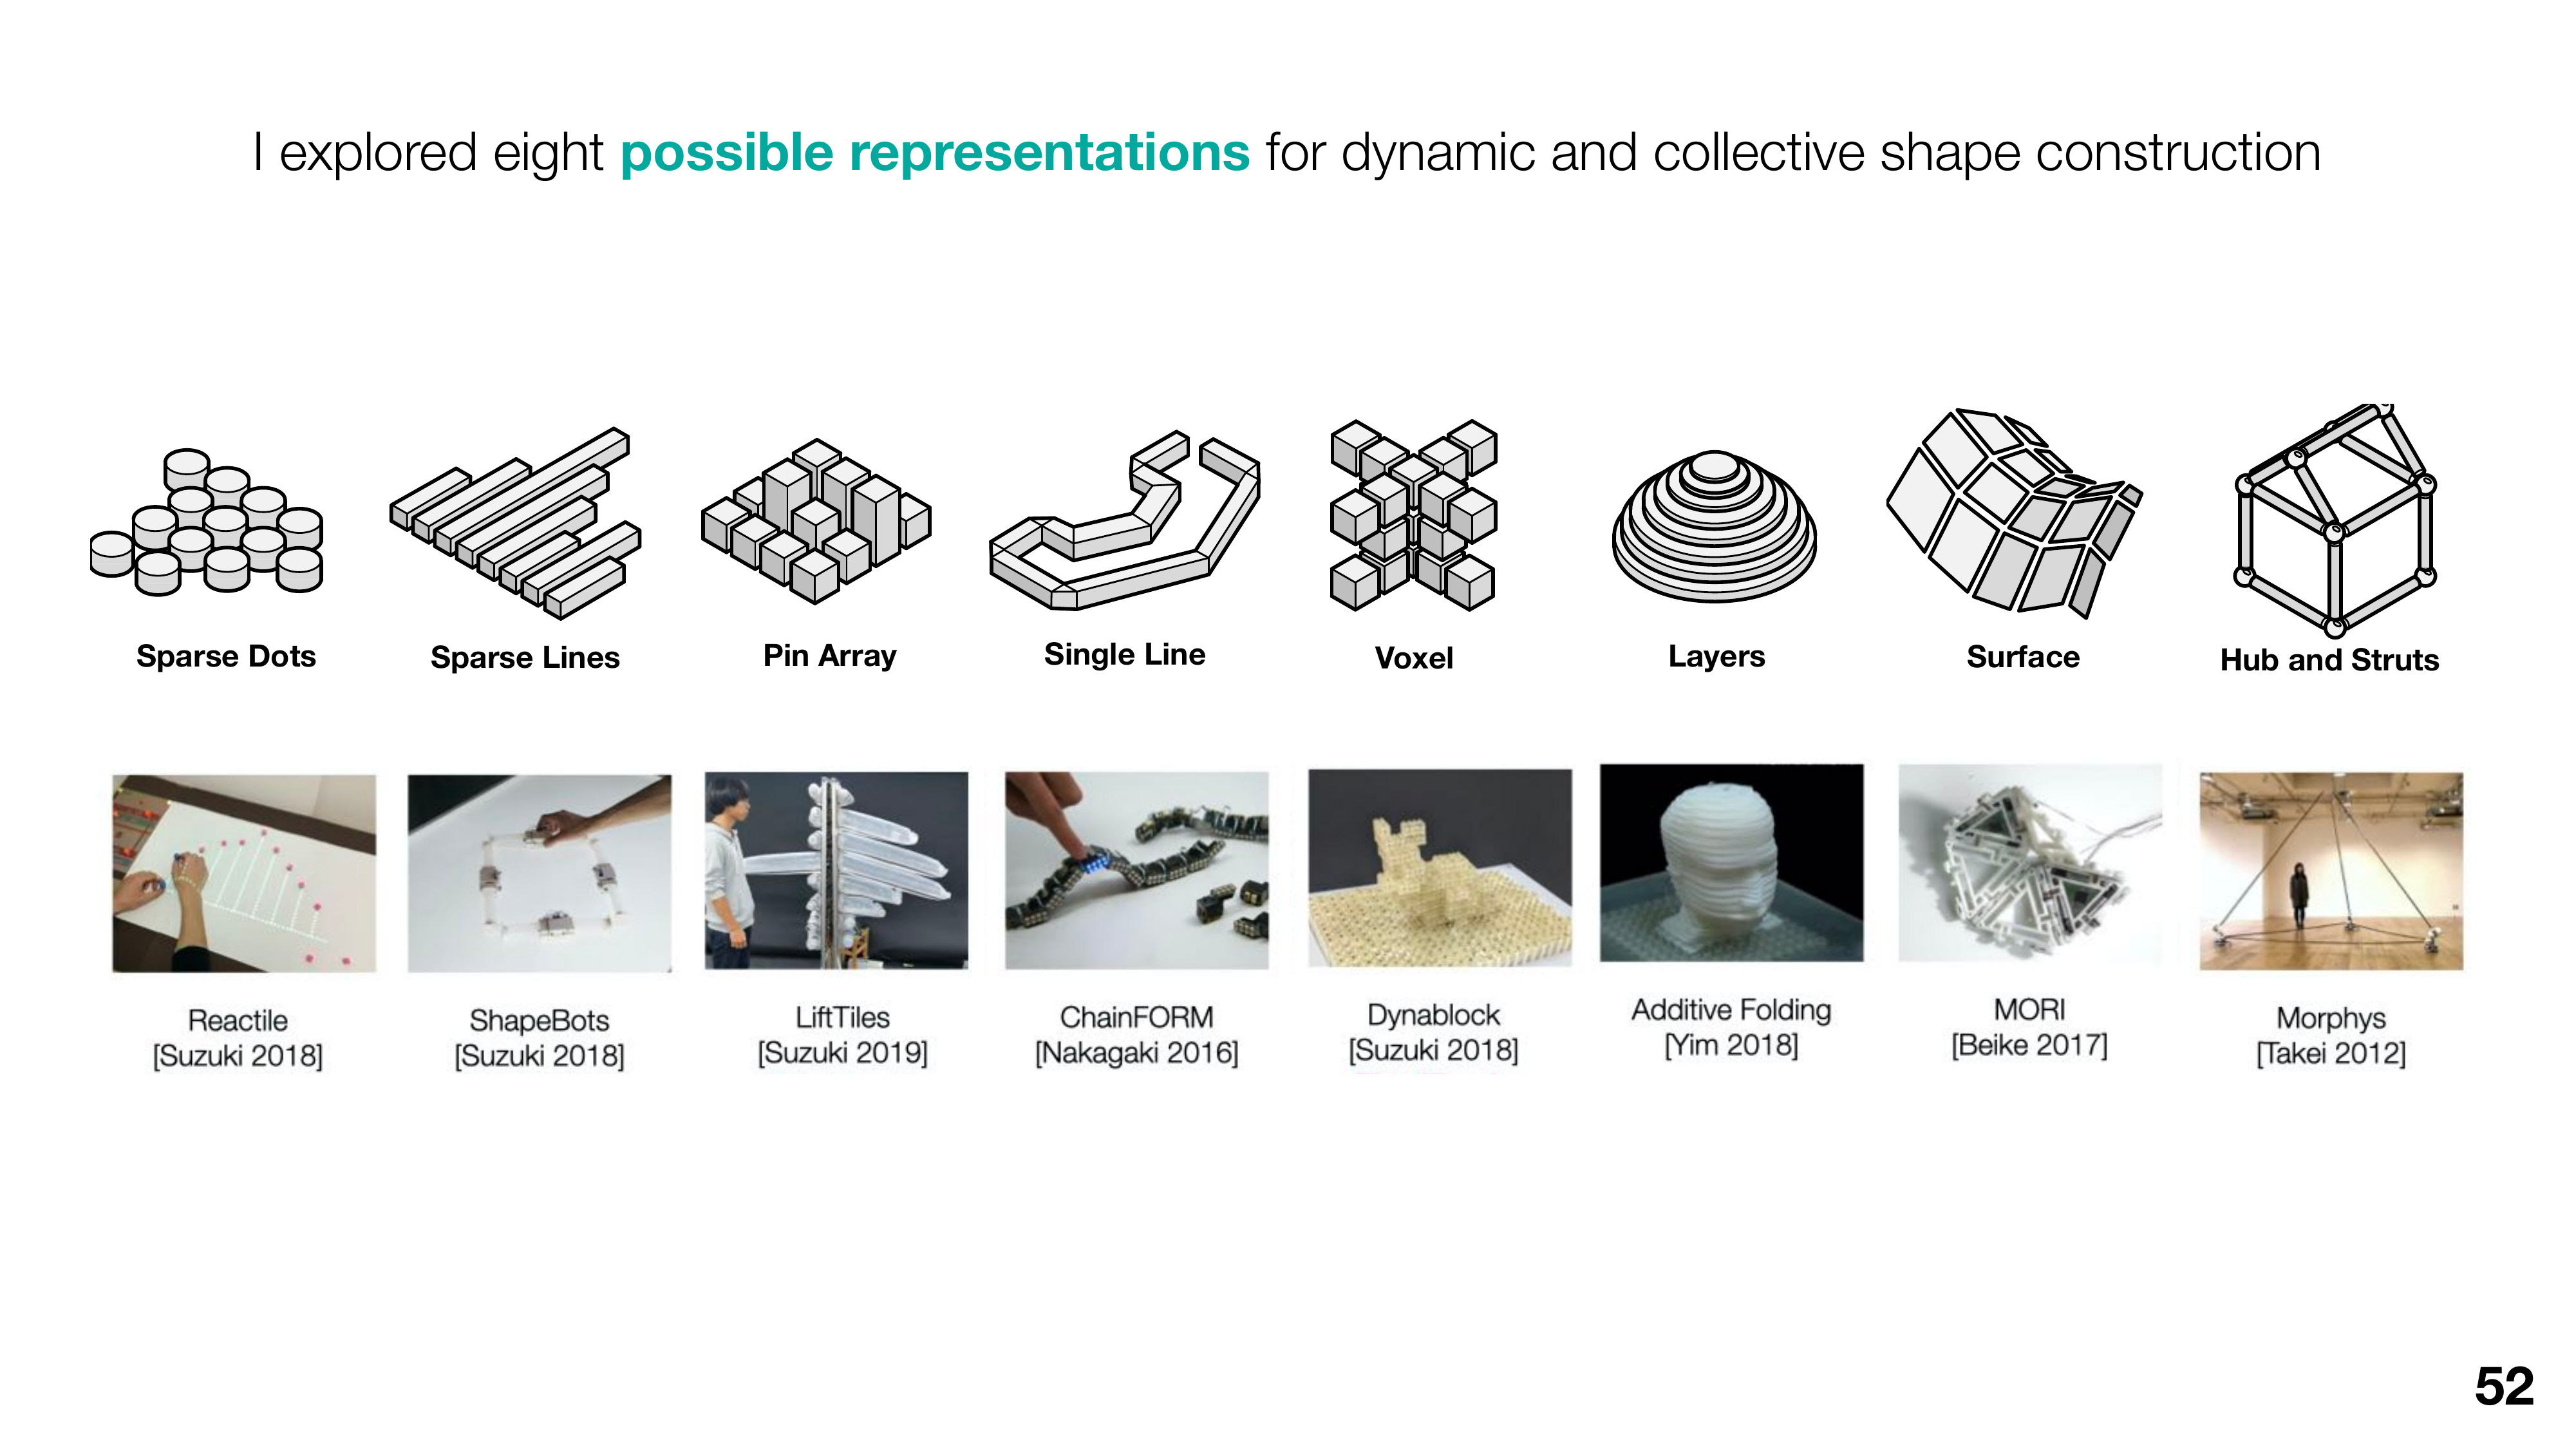 I explored eight possible representations for dynamic and collective shape construction
Sparse Dots
Sparse Lines
Pin Array
Single Line
Voxel
Layers
Surface
Hub and Struts
Reactile
[Suzuki 2018]
ShapeBots
[Suzuki 2018]
LiftTiles
[Suzuki 2019]
ChainFORM
[Nakagaki 2016]
Dynablock
[Suzuki 2018]
Additive Folding
[Yim 2018]
MORI
[Beike 2017]
Morphys
[Takei 2012]
52